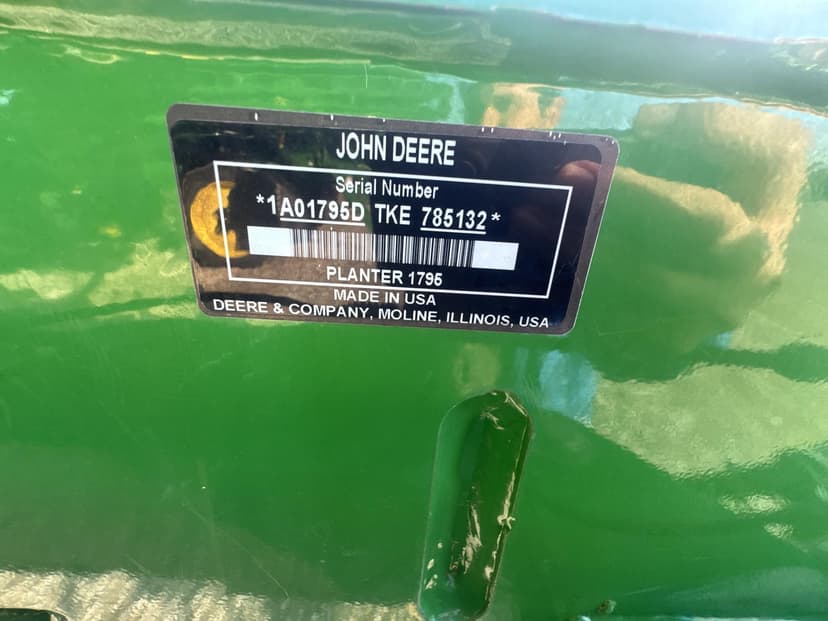 JOHN DEERE
Serial Number
*1A01795D TKE 785132*
PLANTER 1795
MADE IN USA
DEERE & COMPANY, MOLINE, ILLINOIS, USA